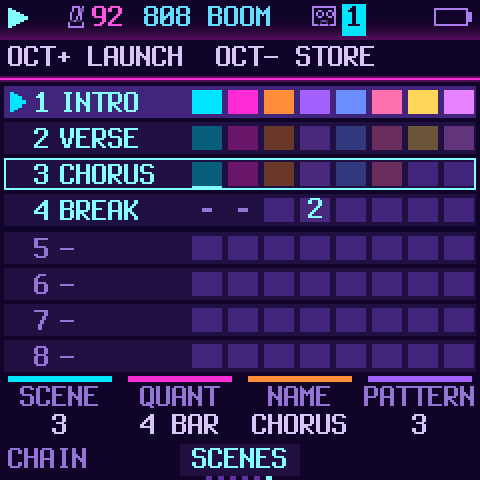 92 808 BOOM 1
OCT+ LAUNCH OCT- STORE
1 INTRO
2 VERSE
3 CHORUS
4 BREAK - - 2
5 -
6 -
7 -
8 -
SCENE QUANT NAME PATTERN
3 4 BAR CHORUS 3
CHAIN SCENES